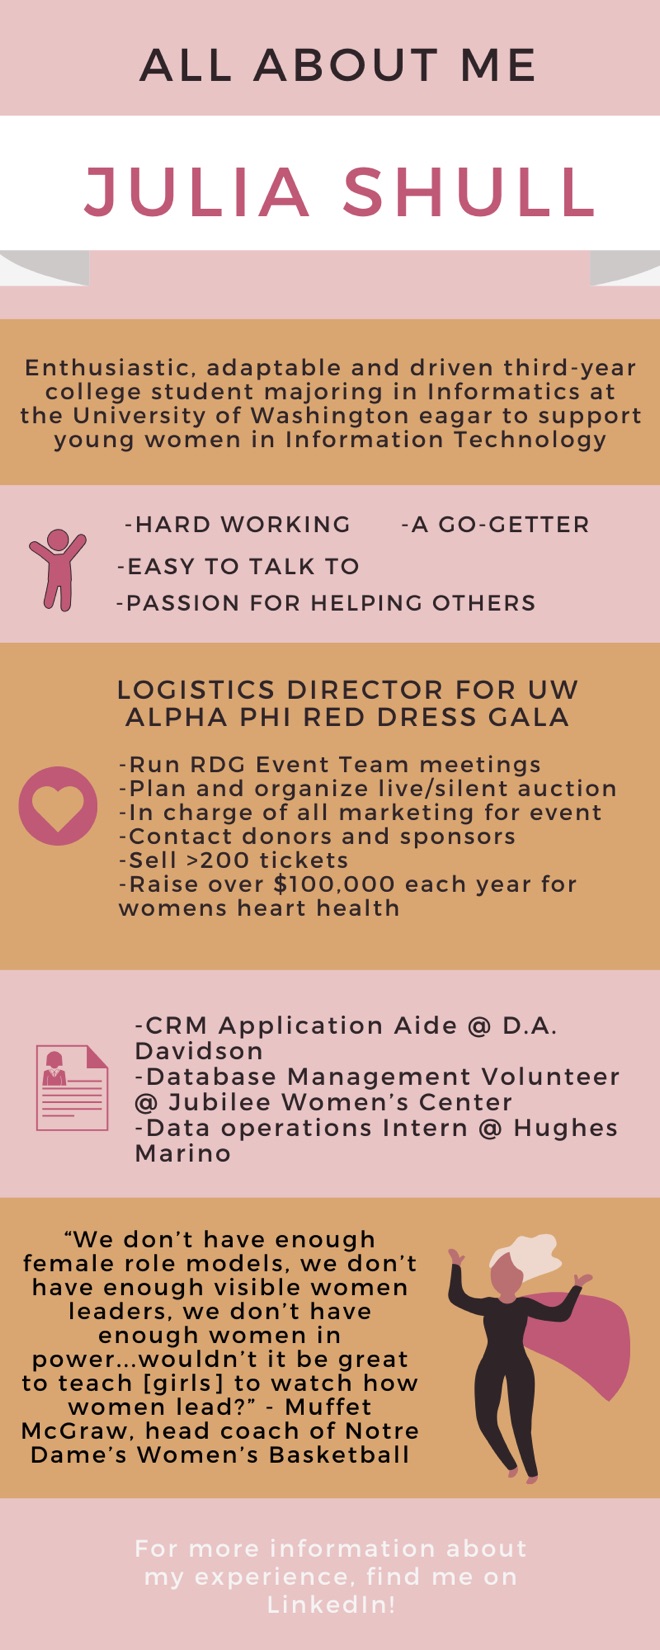 ALL ABOUT ME
JULIA SHULL
Enthusiastic, adaptable and driven third-year
college student majoring in Informatics at
the University of Washington eagar to support
young women in Information Technology
-HARD WORKING -A GO-GETTER
-EASY TO TALK TO
-PASSION FOR HELPING OTHERS
LOGISTICS DIRECTOR FOR UW
ALPHA PHI RED DRESS GALA
-Run RDG Event Team meetings
-Plan and organize live/silent auction
-In charge of all marketing for event
-Contact donors and sponsors
-Sell >200 tickets
-Raise over $100,000 each year for
womens heart health
-CRM Application Aide @ D.A.
Davidson
-Database Management Volunteer
@ Jubilee Women’s Center
-Data operations Intern @ Hughes
Marino
“We don’t have enough
female role models, we don’t
have enough visible women
leaders, we don’t have
enough women in
power...wouldn’t it be great
to teach [girls] to watch how
women lead?” - Muffet
McGraw, head coach of Notre
Dame’s Women’s Basketball
For more information about
my experience, find me on
LinkedIn!